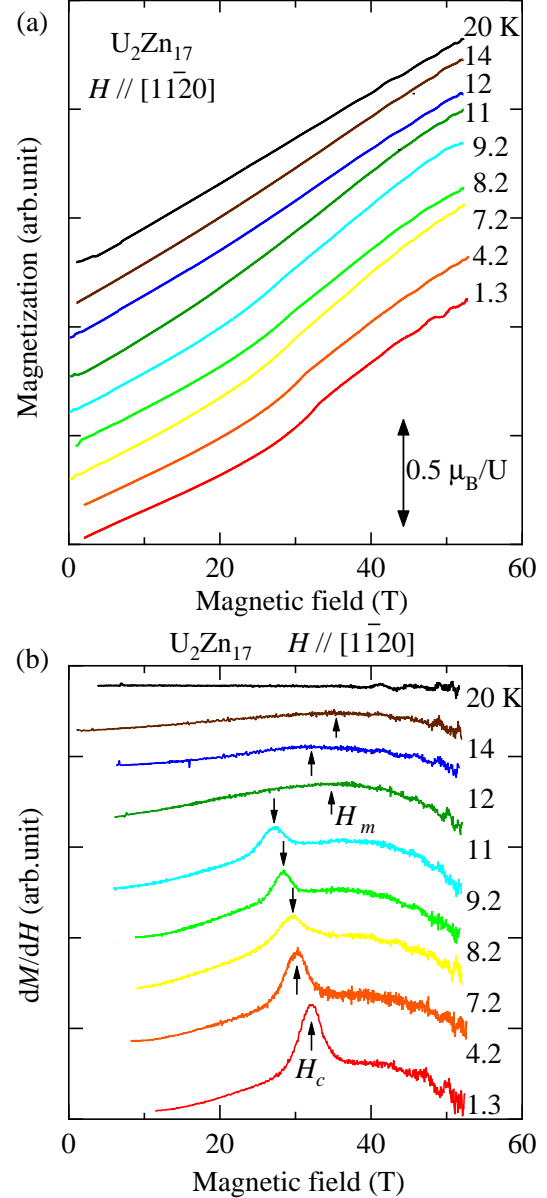 (a)
U2Zn17
H // [11̅20]
20 K
14
12
11
9.2
8.2
7.2
4.2
1.3
0.5 μB/U
Magnetization (arb.unit)
0 20 40 60
Magnetic field (T)
(b)
U2Zn17 H // [11̅20]
20 K
14
12
Hm
11
9.2
8.2
7.2
4.2
Hc
1.3
dM/dH (arb.unit)
0 20 40 60
Magnetic field (T)